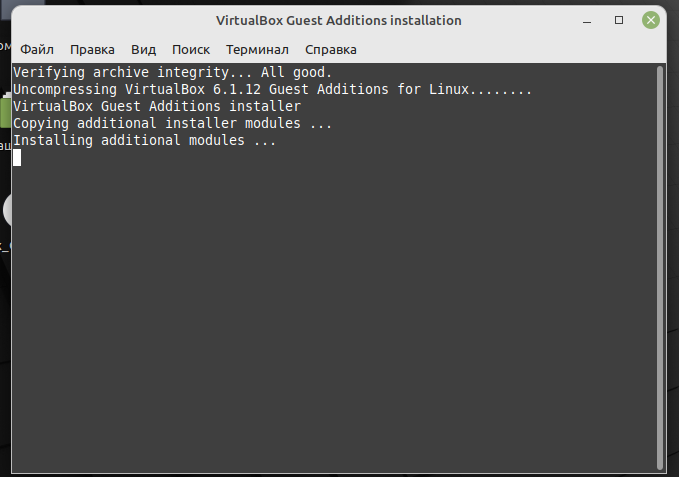 VirtualBox Guest Additions installation
Файл Правка Вид Поиск Терминал Справка
Verifying archive integrity... All good.
Uncompressing VirtualBox 6.1.12 Guest Additions for Linux........
VirtualBox Guest Additions installer
Copying additional installer modules ...
Installing additional modules ...